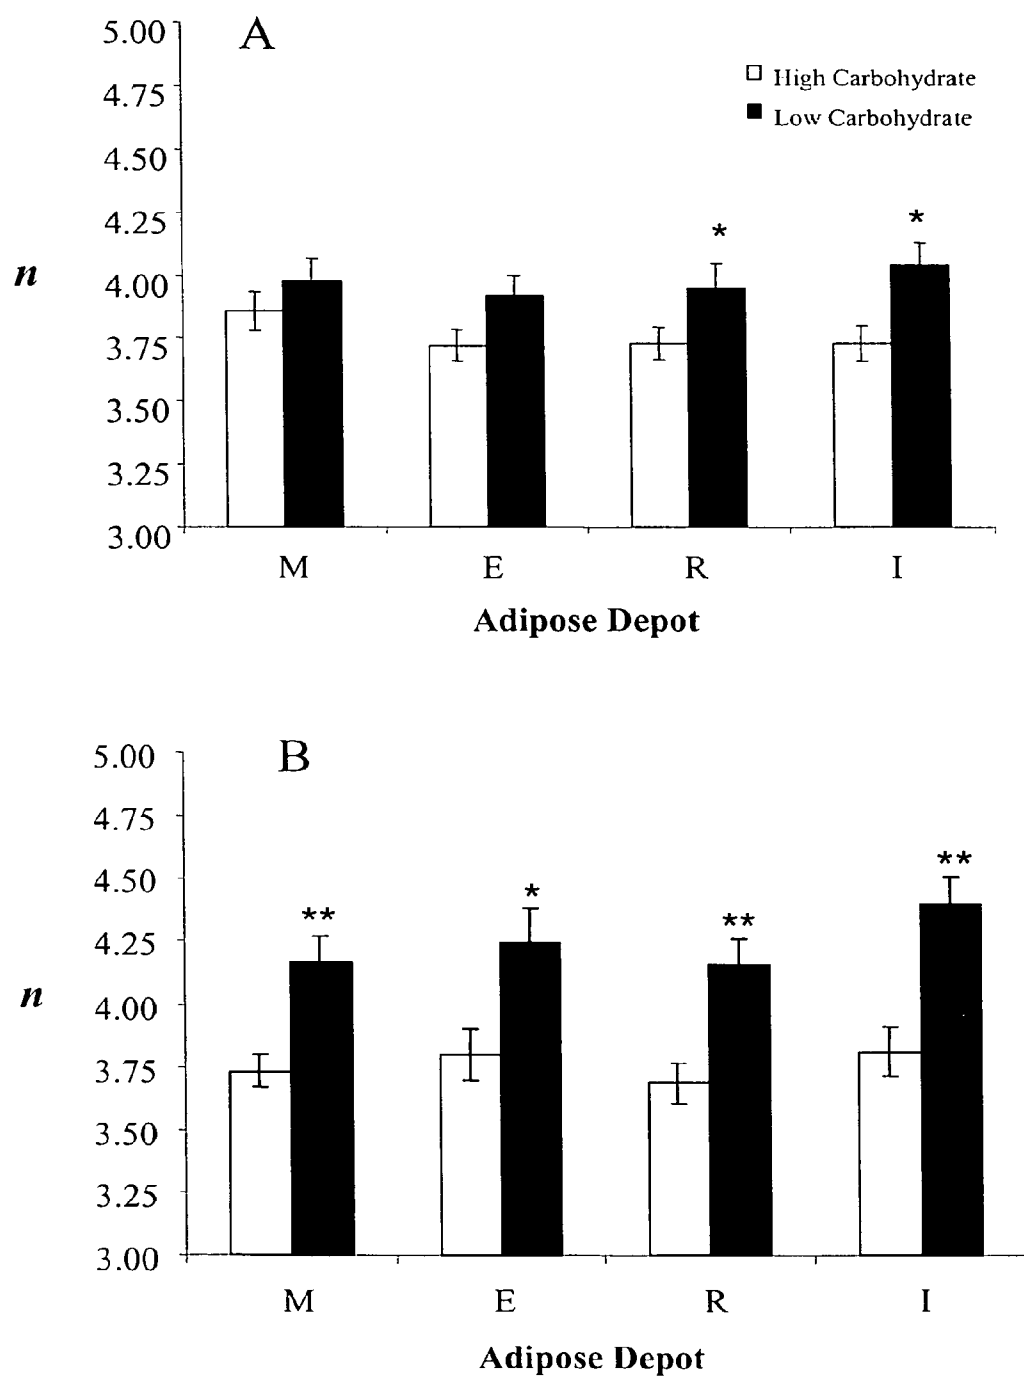 A
5.00
4.75
4.50
4.25
4.00
3.75
3.50
3.25
3.00
n
High Carbohydrate
Low Carbohydrate
*
*
M E R I
Adipose Depot
B
5.00
4.75
4.50
4.25
4.00
3.75
3.50
3.25
3.00
n
**
*
**
**
M E R I
Adipose Depot